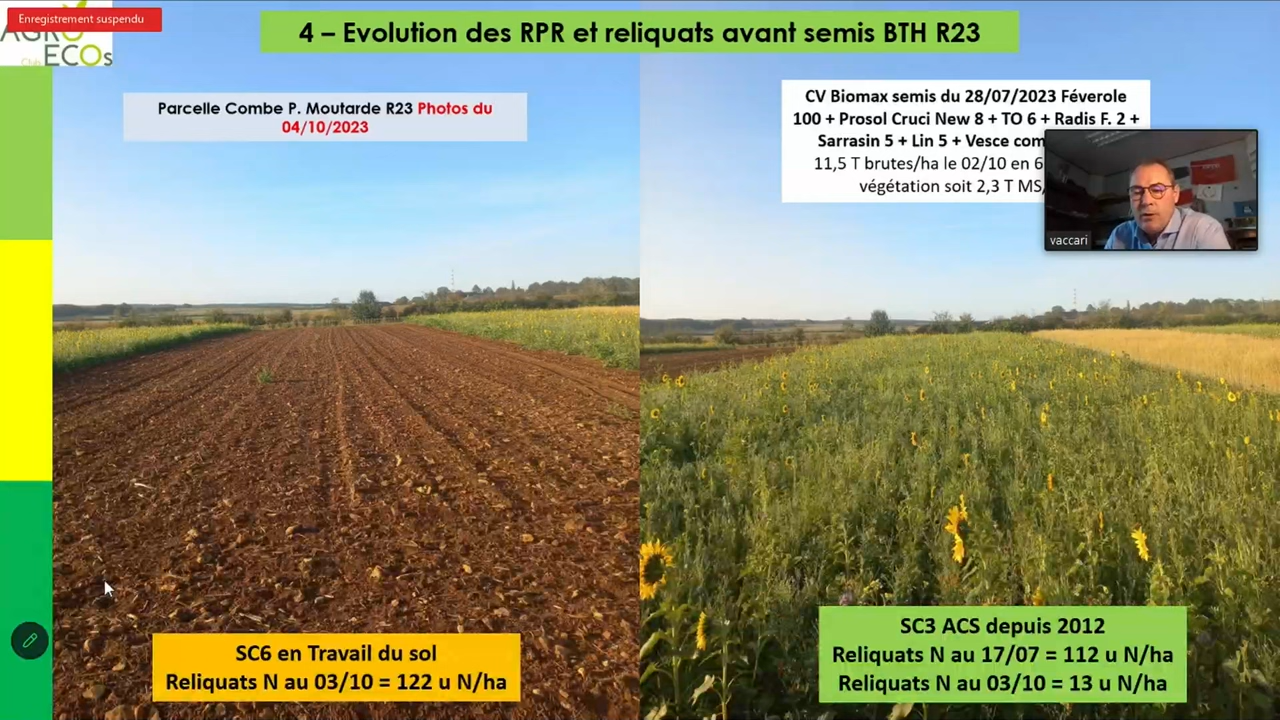 Enregistrement suspendu
AGRO
Club
ECOs
4 – Evolution des RPR et reliquats avant semis BTH R23
Parcelle Combe P. Moutarde R23 Photos du
04/10/2023
CV Biomax semis du 28/07/2023 Féverole
100 + Prosol Cruci New 8 + TO 6 + Radis F. 2 +
Sarrasin 5 + Lin 5 + Vesce com
11,5 T brutes/ha le 02/10 en 6
végétation soit 2,3 T MS/
vaccari
SC6 en Travail du sol
Reliquats N au 03/10 = 122 u N/ha
SC3 ACS depuis 2012
Reliquats N au 17/07 = 112 u N/ha
Reliquats N au 03/10 = 13 u N/ha